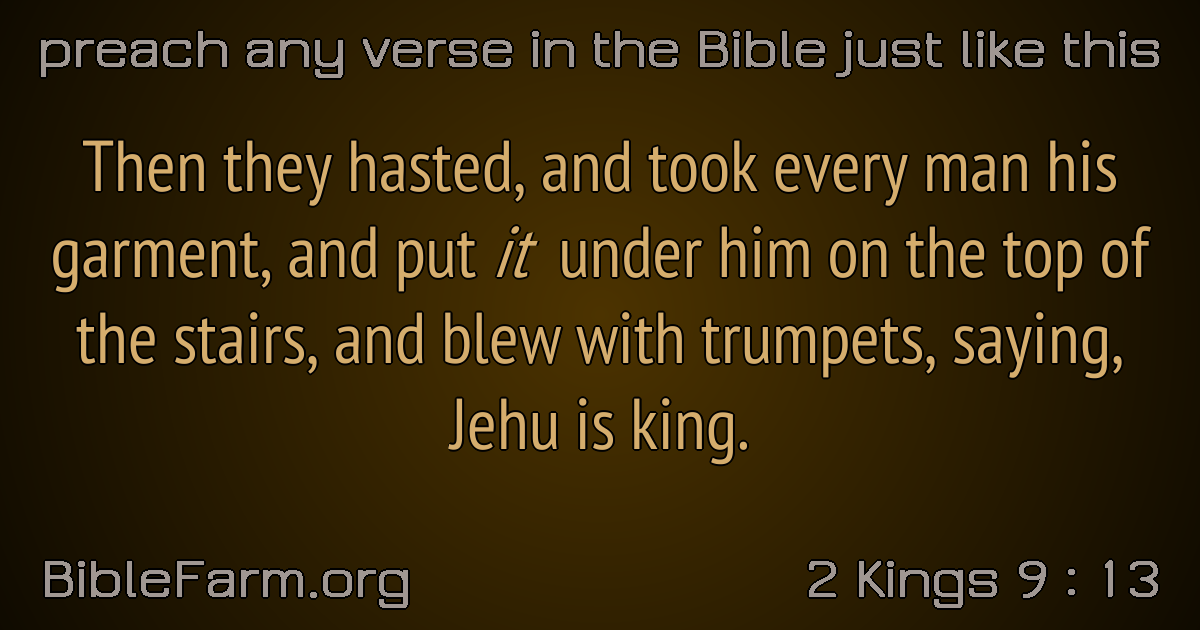 preach any verse in the Bible just like this
Then they hasted, and took every man his
garment, and put it under him on the top of
the stairs, and blew with trumpets, saying,
Jehu is king.
BibleFarm.org
2 Kings 9 : 13